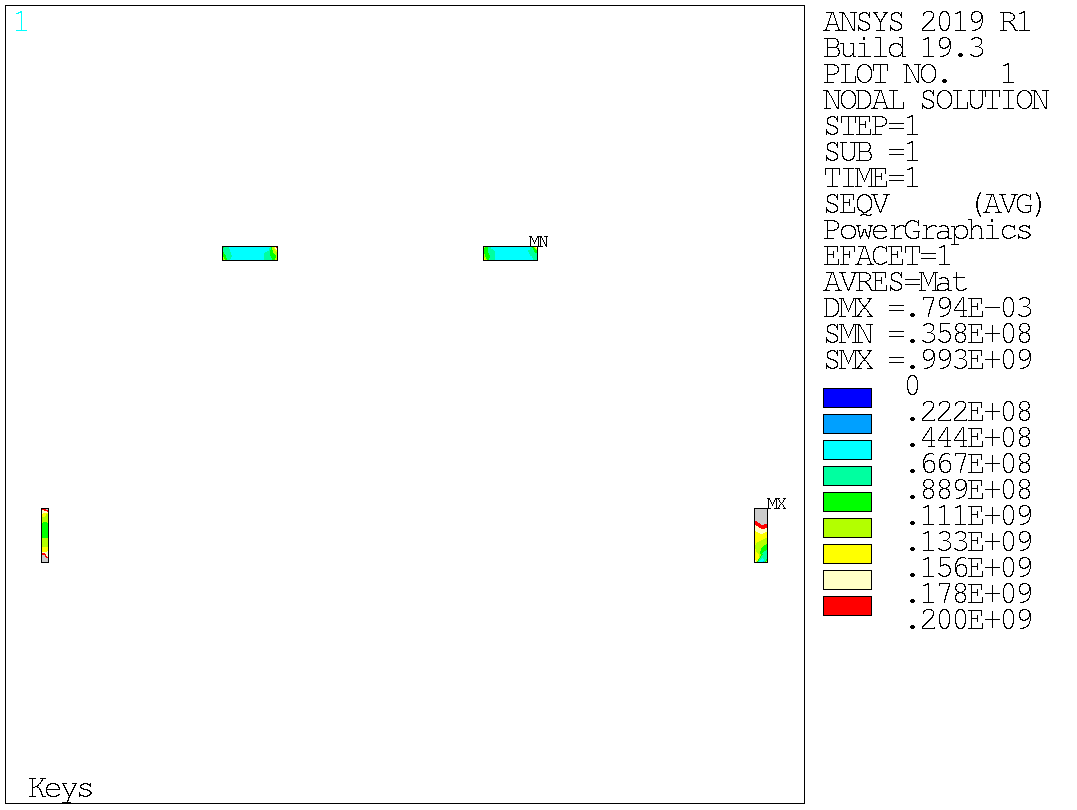 1
ANSYS 2019 R1
Build 19.3
PLOT NO. 1
NODAL SOLUTION
STEP=1
SUB =1
TIME=1
SEQV (AVG)
PowerGraphics
EFACET=1
AVRES=Mat
DMX =.794E-03
SMN =.358E+08
SMX =.993E+09
0
.222E+08
.444E+08
.667E+08
.889E+08
.111E+09
.133E+09
.156E+09
.178E+09
.200E+09
MN
MX
Keys